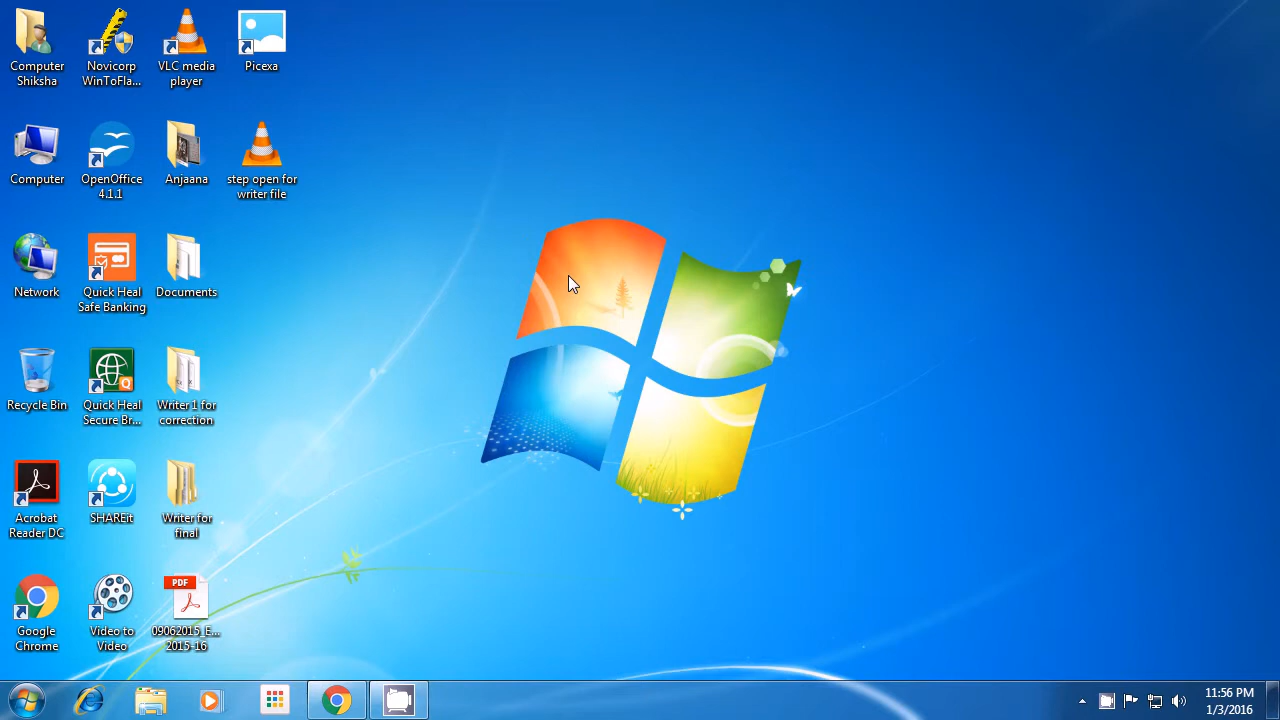 Computer
Shiksha
Novicorp
WinToFla...
VLC media
player
Picexa
Computer
OpenOffice
4.1.1
Anjaana
step open for
writer file
Network
Quick Heal
Safe Banking
Documents
Recycle Bin
Quick Heal
Secure Br...
Writer 1 for
correction
Acrobat
Reader DC
SHAREit
Writer for
final
Google
Chrome
Video to
Video
PDF
09062015_E...
2015-16
11:56 PM
1/3/2016